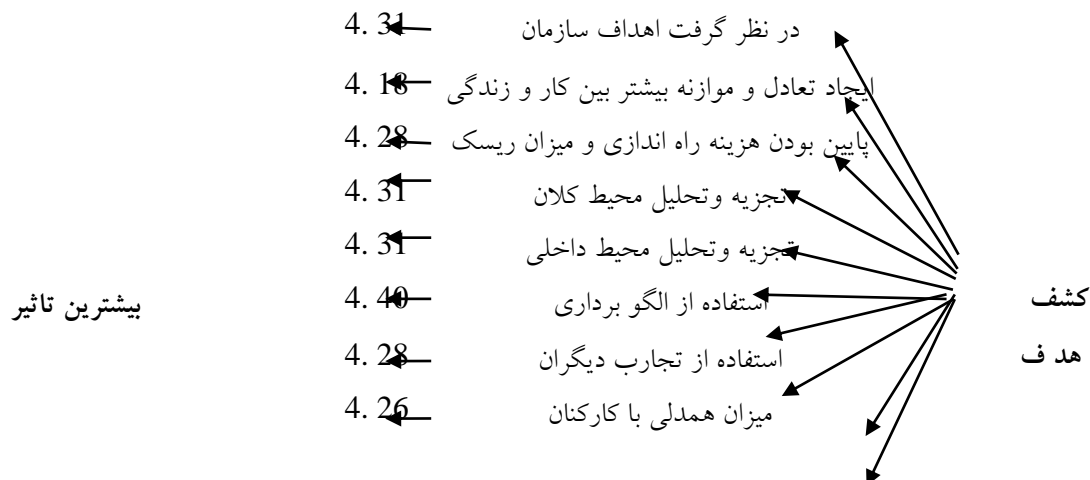 در نظر گرفت اهداف سازمان 4. 31
ایجاد تعادل و موازنه بیشتر بین کار و زندگی 4. 18
پایین بودن هزینه راه اندازی و میزان ریسک 4. 28
تجزیه وتحلیل محیط کلان 4. 31
تجزیه وتحلیل محیط داخلی 4. 31
کشف استفاده از الگو برداری 4. 40 بیشترین تاثیر
هد ف استفاده از تجارب دیگران 4. 28
میزان همدلی با کارکنان 4. 26